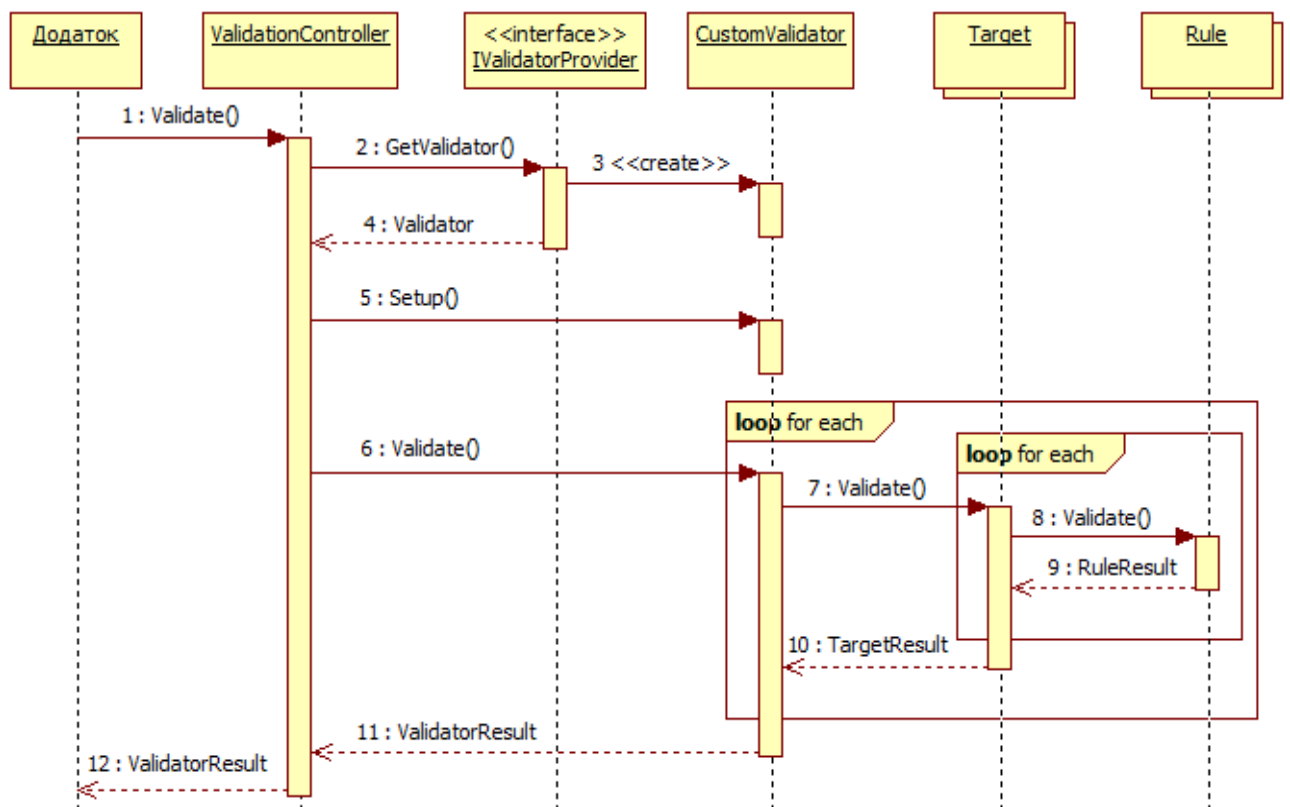 Додаток
ValidationController
<<interface>>
IValidatorProvider
CustomValidator
Target
Rule
1 : Validate()
2 : GetValidator()
3 <<create>>
4 : Validator
5 : Setup()
loop for each
loop for each
6 : Validate()
7 : Validate()
8 : Validate()
9 : RuleResult
10 : TargetResult
11 : ValidatorResult
12 : ValidatorResult